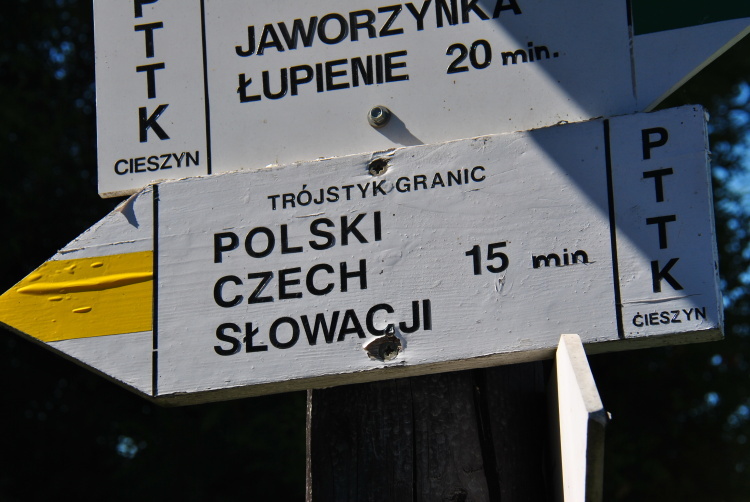 PTTK
CIESZYN
JAWORZYNKA
ŁUPIENIE 20 min.
TRÓJSTYK GRANIC
POLSKI
CZECH 15 min
SŁOWACJI
PTTK
CIESZYN